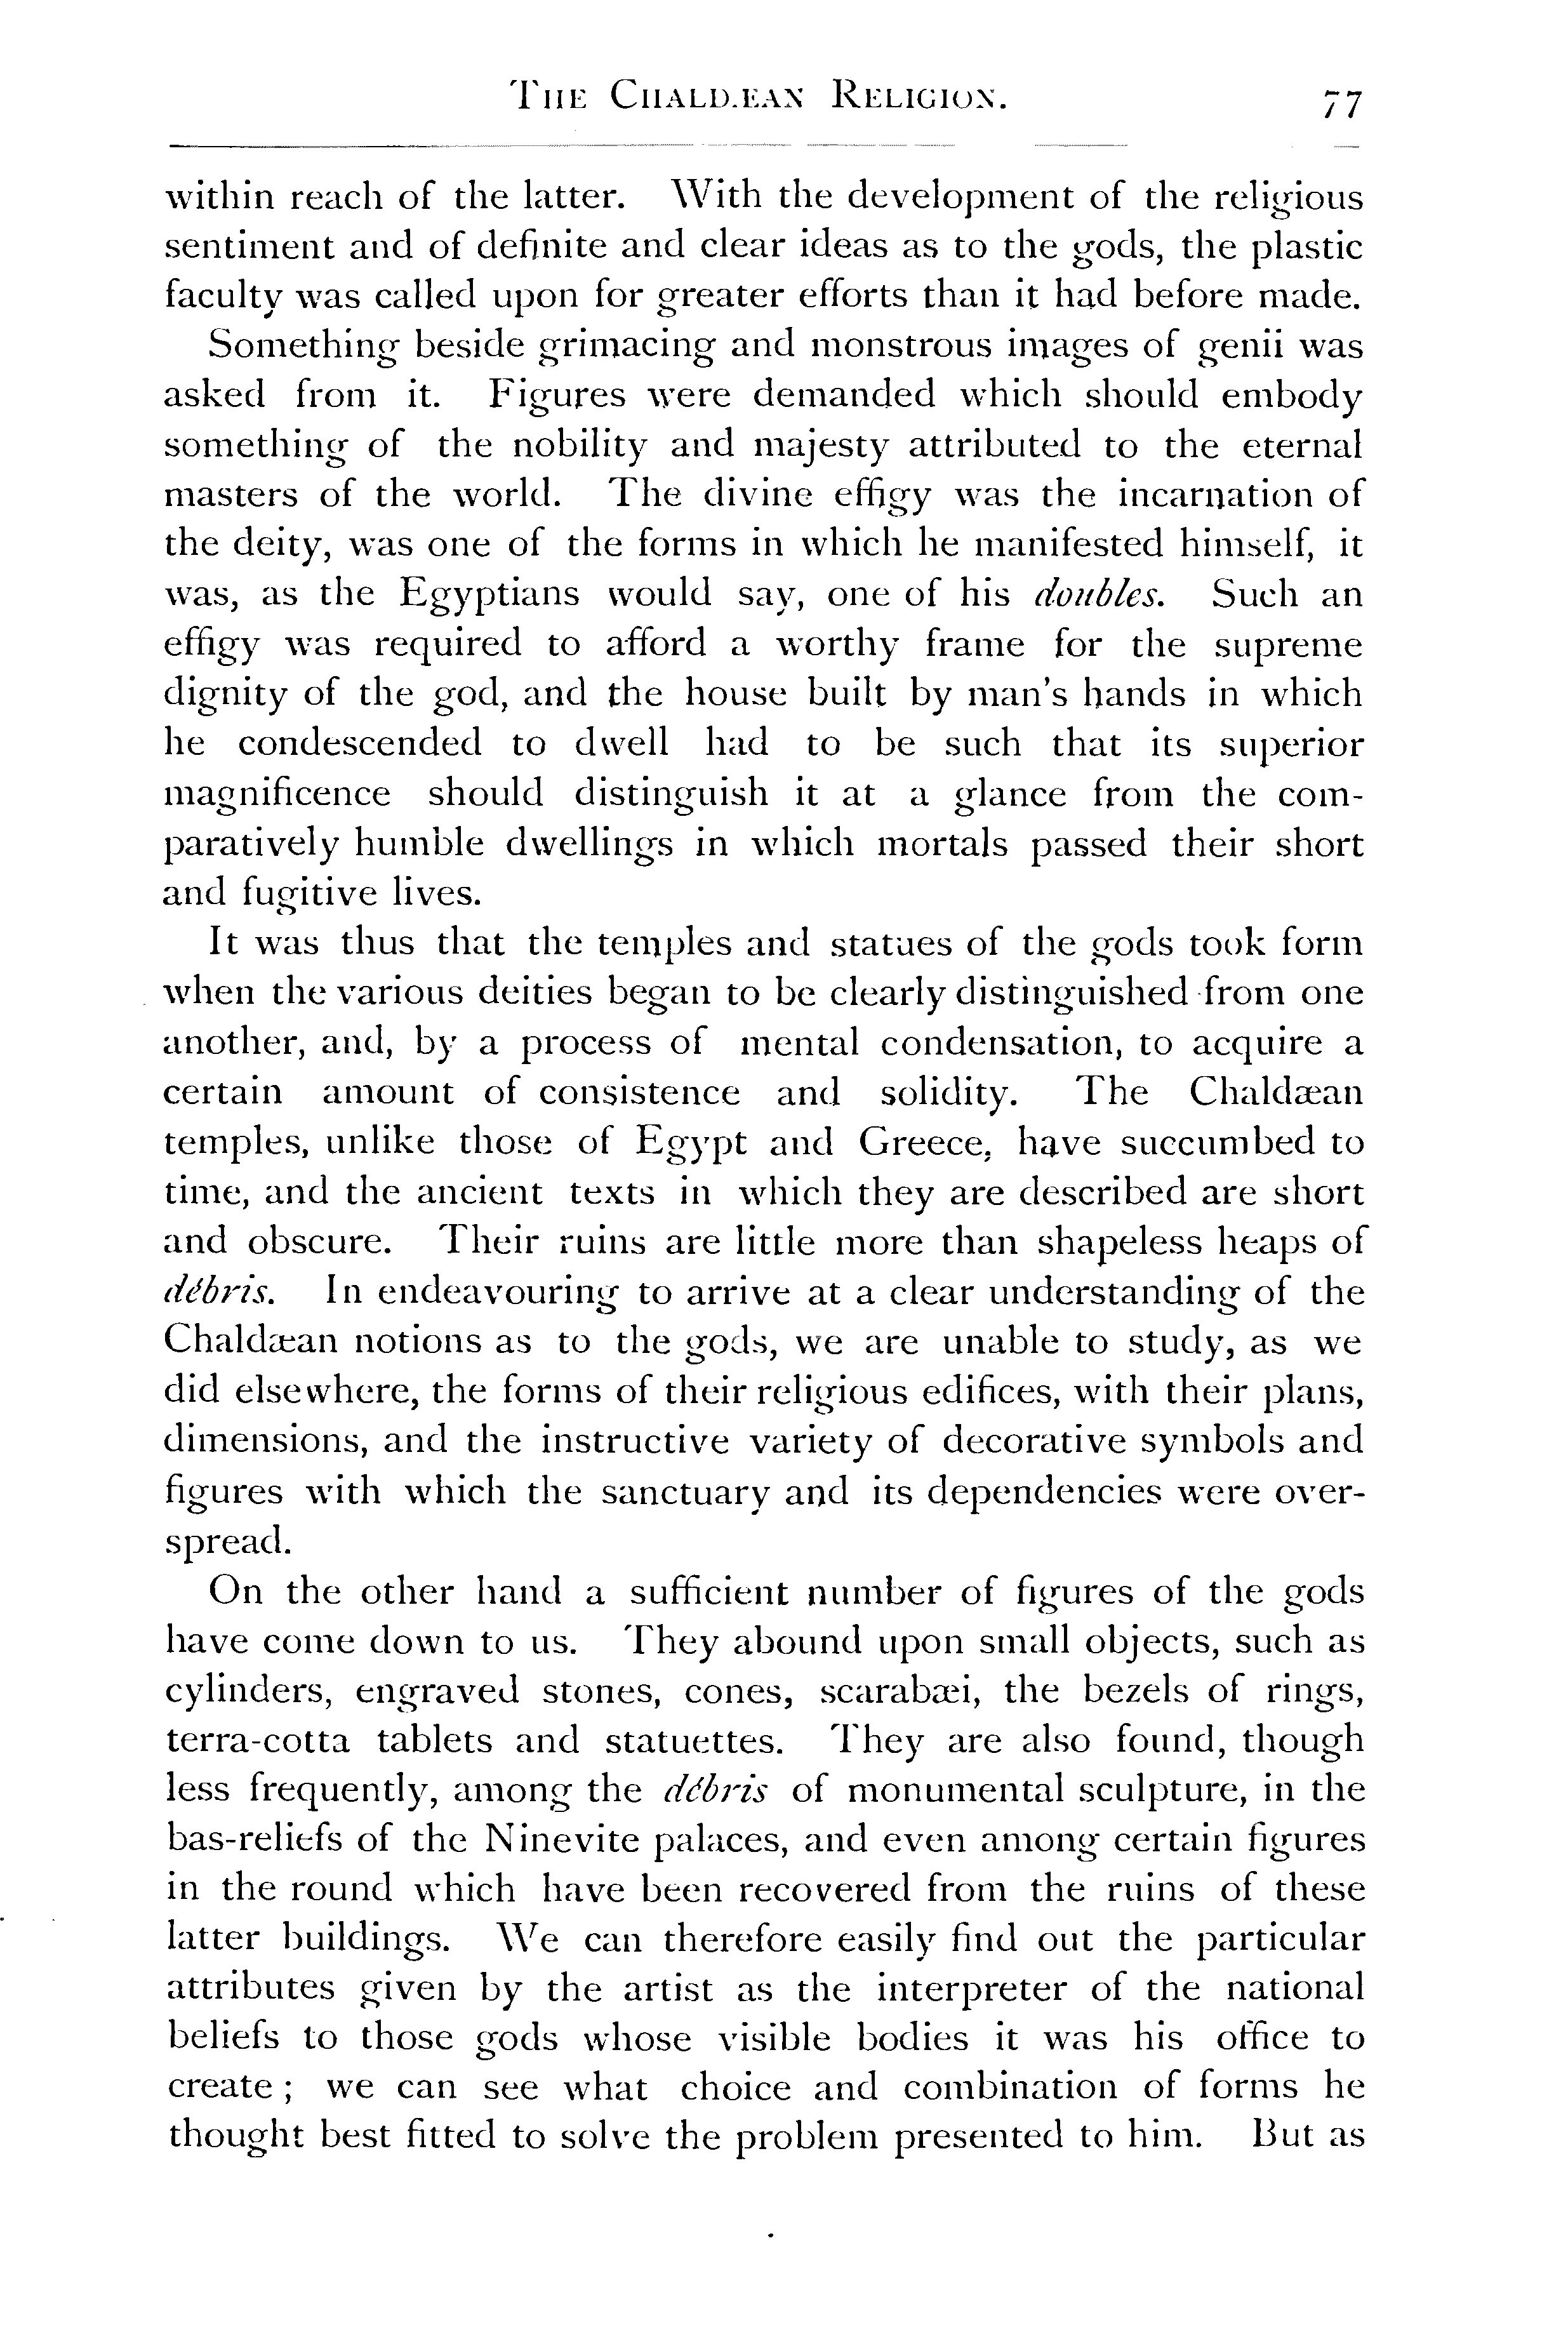 THE CHALDÆAN RELIGION. 77
within reach of the latter. With the development of the religious
sentiment and of definite and clear ideas as to the gods, the plastic
faculty was called upon for greater efforts than it had before made.
Something beside grimacing and monstrous images of genii was
asked from it. Figures were demanded which should embody
something of the nobility and majesty attributed to the eternal
masters of the world. The divine effigy was the incarnation of
the deity, was one of the forms in which he manifested himself, it
was, as the Egyptians would say, one of his doubles. Such an
effigy was required to afford a worthy frame for the supreme
dignity of the god, and the house built by man's hands in which
he condescended to dwell had to be such that its superior
magnificence should distinguish it at a glance from the com-
paratively humble dwellings in which mortals passed their short
and fugitive lives.
It was thus that the temples and statues of the gods took form
when the various deities began to be clearly distinguished from one
another, and, by a process of mental condensation, to acquire a
certain amount of consistence and solidity. The Chaldæan
temples, unlike those of Egypt and Greece, have succumbed to
time, and the ancient texts in which they are described are short
and obscure. Their ruins are little more than shapeless heaps of
débris. In endeavouring to arrive at a clear understanding of the
Chaldæan notions as to the gods, we are unable to study, as we
did elsewhere, the forms of their religious edifices, with their plans,
dimensions, and the instructive variety of decorative symbols and
figures with which the sanctuary and its dependencies were over-
spread.
On the other hand a sufficient number of figures of the gods
have come down to us. They abound upon small objects, such as
cylinders, engraved stones, cones, scarabæi, the bezels of rings,
terra-cotta tablets and statuettes. They are also found, though
less frequently, among the débris of monumental sculpture, in the
bas-reliefs of the Ninevite palaces, and even among certain figures
in the round which have been recovered from the ruins of these
latter buildings. We can therefore easily find out the particular
attributes given by the artist as the interpreter of the national
beliefs to those gods whose visible bodies it was his office to
create ; we can see what choice and combination of forms he
thought best fitted to solve the problem presented to him. But as